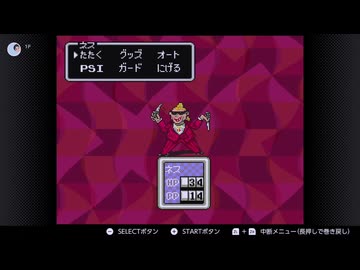 1P
ネス
▶たたく グッズ オート
PSI ガード にげる
ネス
HP 34
PP 14
SELECTボタン
STARTボタン
中断メニュー(長押しで巻き戻し)